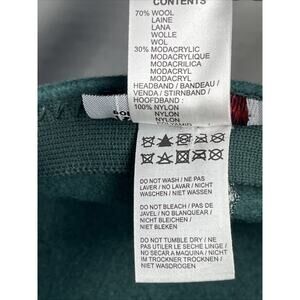 CONTENTS
70% WOOL
LAINE
LANA
WOLLE
WOL
30% MODACRYLIC
MODACRYLIQUE
MODACRILICA
MODACRYL
MODACRYL
HEADBAND / BANDEAU /
VENDA / STIRNBAND /
HOOFDBAND :
100% NYLON
NYLON
NYLON
DO NOT WASH / NE PAS
LAVER / NO LAVAR / NICHT
WASCHEN / NIET WASSEN
DO NOT BLEACH / PAS DE
JAVEL / NO BLANQUEAR/
NICHT BLEICHEN /
NIET BLEKEN
DO NOT TUMBLE DRY / NE
PAS UTILIER LE SECHE LINGE /
NO SECAR A MAQUINA / NICHT
IM TROCKNER TROCKNEN /
NIET WASDROGEN